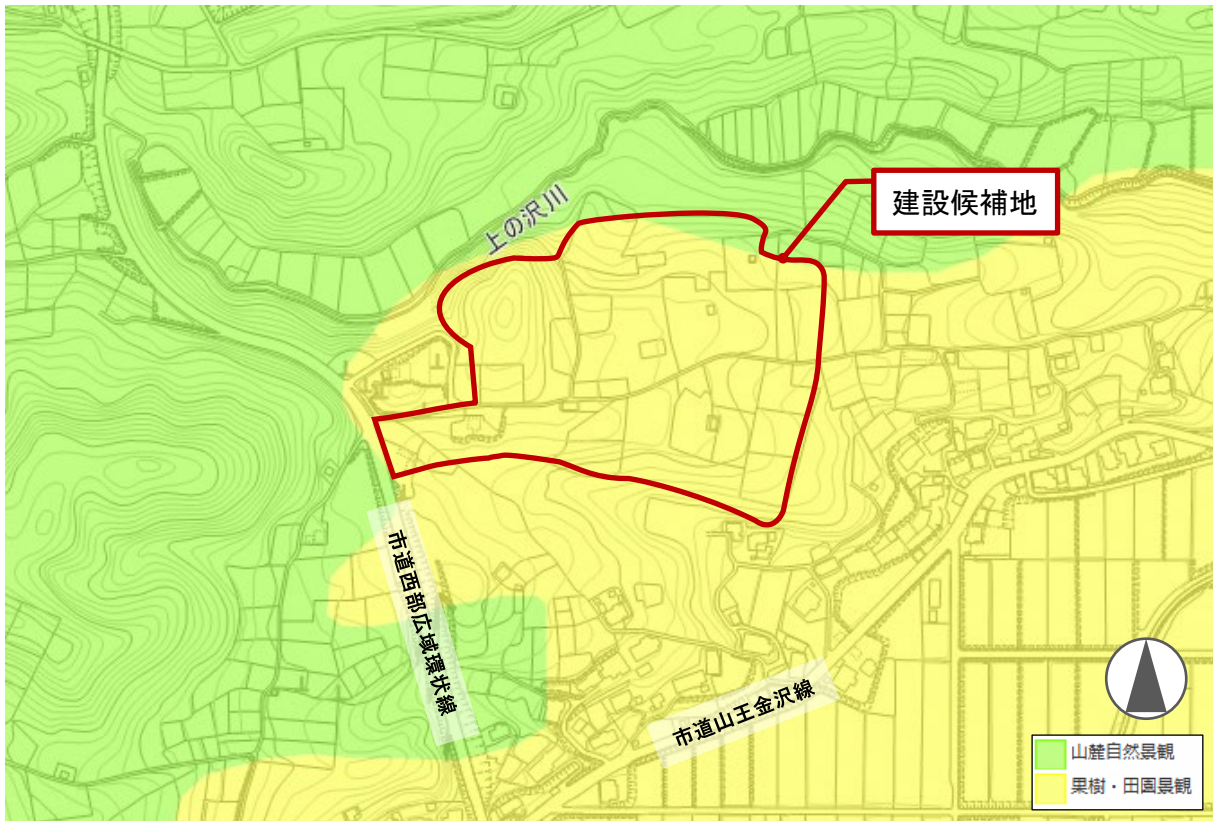 上の沢川
建設候補地
市道西部広域環状線
市道山王金沢線
山麓自然景観
果樹・田園景観